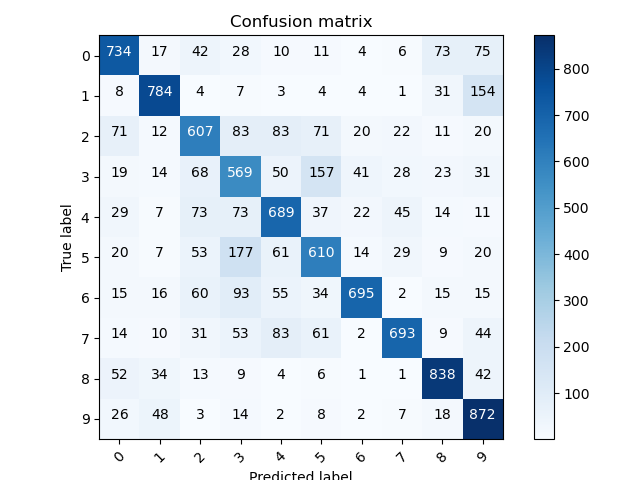 Confusion matrix
0 734 17 42 28 10 11 4 6 73 75
1 8 784 4 7 3 4 4 1 31 154
2 71 12 607 83 83 71 20 22 11 20
3 19 14 68 569 50 157 41 28 23 31
4 29 7 73 73 689 37 22 45 14 11
5 20 7 53 177 61 610 14 29 9 20
6 15 16 60 93 55 34 695 2 15 15
7 14 10 31 53 83 61 2 693 9 44
8 52 34 13 9 4 6 1 1 838 42
9 26 48 3 14 2 8 2 7 18 872
0 1 2 3 4 5 6 7 8 9
True label
Predicted label
800
700
600
500
400
300
200
100